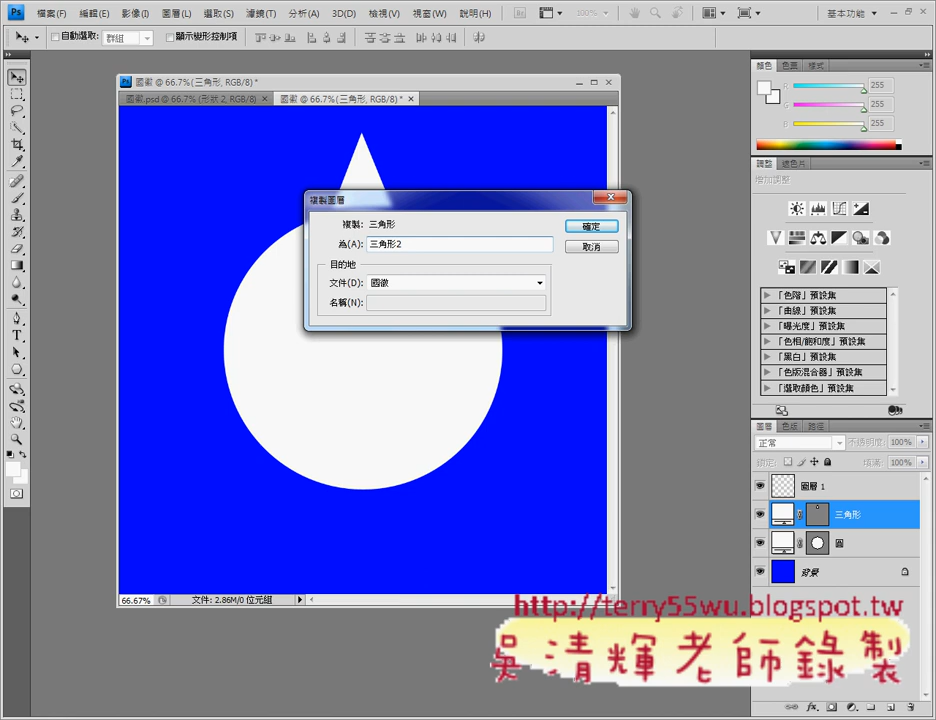 Ps 檔案(F) 編輯(E) 影像(I) 圖層(L) 選取(S) 濾鏡(T) 分析(A) 3D(D) 檢視(V) 視窗(W) 說明(H) Br 100% 基本功能
自動選取: 群組 顯示變形控制項
國徽 @ 66.7%(三角形, RGB/8) *
國徽.psd @ 66.7% (形狀 2, RGB/8) 國徽 @ 66.7%(三角形, RGB/8) *
複製圖層
複製: 三角形
為(A): 三角形2
確定
取消
目的地
文件(D): 國徽
名稱(N):
66.67% 文件: 2.86M/0 位元組
顏色 色票 樣式
R 255
G 255
B 255
調整 遮色片
增加調整
「色階」預設集
「曲線」預設集
「曝光度」預設集
「色相/飽和度」預設集
「黑白」預設集
「色版混合器」預設集
「選取顏色」預設集
圖層 色版 路徑
正常 不透明度: 100%
鎖定: 填滿: 100%
圖層 1
三角形
圓
背景
http://terry55wu.blogspot.tw
吳清輝老師錄製